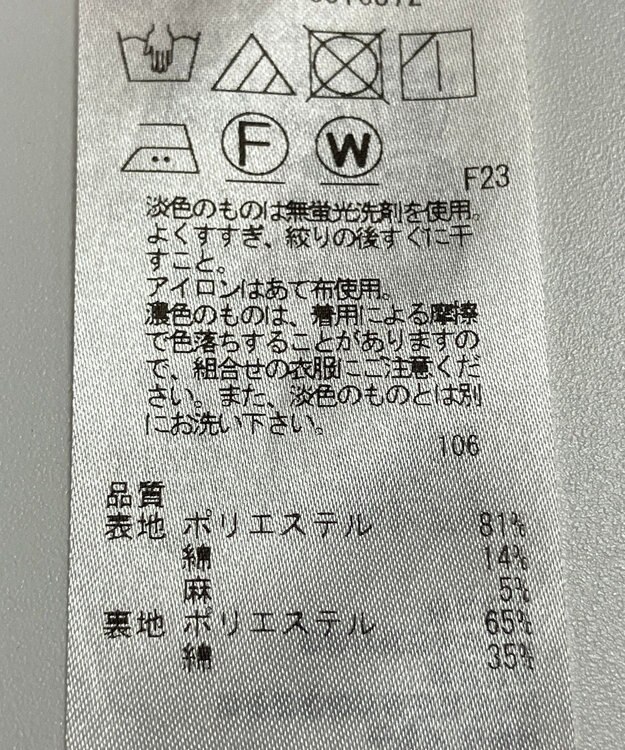 F
W
F23
淡色のものは無蛍光洗剤を使用。
よくすすぎ、絞りの後すぐに干
すこと。
アイロンはあて布使用。
濃色のものは、着用による摩擦
で色落ちすることがありますの
で、組合せの衣服にご注意くだ
さい。また、淡色のものとは別
にお洗い下さい。
106
品質
表地 ポリエステル 81%
綿 14%
麻 5%
裏地 ポリエステル 65%
綿 35%